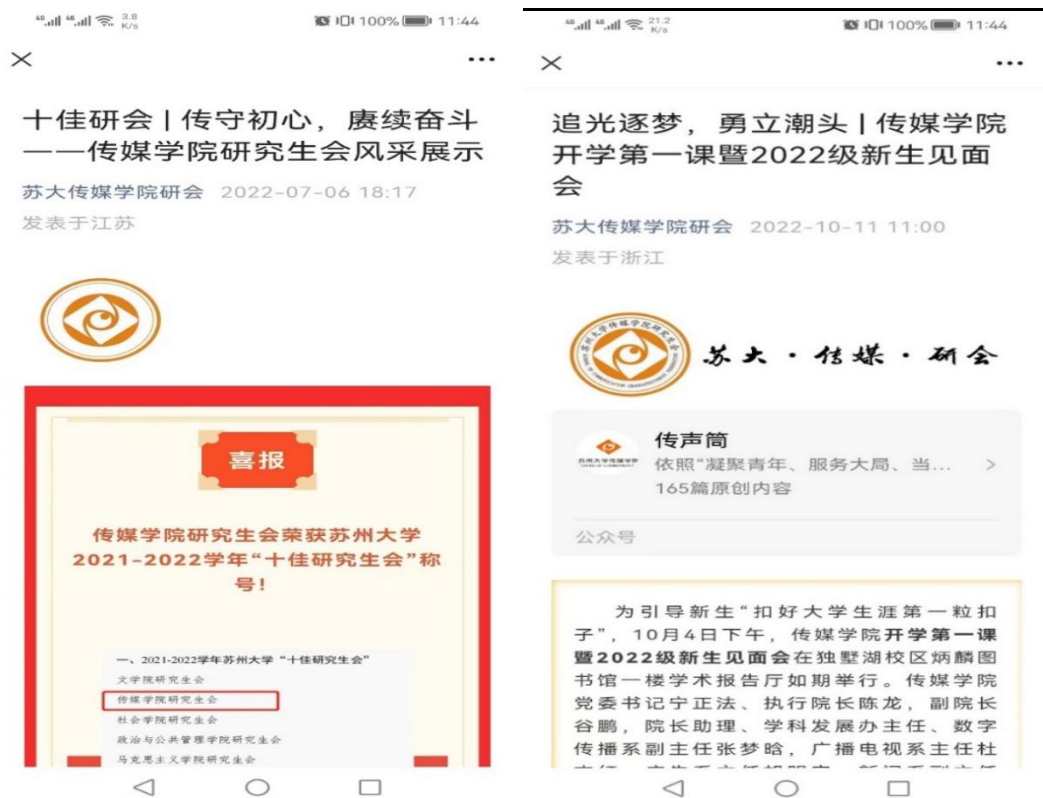 3.8
K/s
100%
11:44
十佳研会 | 传守初心，赓续奋斗
——传媒学院研究生会风采展示
苏大传媒学院研会 2022-07-06 18:17
发表于江苏
喜报
传媒学院研究生会荣获苏州大学
2021-2022学年“十佳研究生会”称
号！
一、2021-2022学年苏州大学“十佳研究生会”
文学院研究生会
传媒学院研究生会
社会学院研究生会
政治与公共管理学院研究生会
马克思主义学院研究生会
21.2
K/s
100%
11:44
追光逐梦，勇立潮头 | 传媒学院
开学第一课暨2022级新生见面
会
苏大传媒学院研会 2022-10-11 11:00
发表于浙江
苏州大学传媒学院研究生会
苏大·传媒·研会
传声筒
依照“凝聚青年、服务大局、当...
165篇原创内容
公众号
为引导新生“扣好大学生涯第一粒扣
子”，10月4日下午，传媒学院开学第一课
暨2022级新生见面会在独墅湖校区炳麟图
书馆一楼学术报告厅如期举行。传媒学院
党委书记宁正法、执行院长陈龙，副院长
谷鹏，院长助理、学科发展办主任、数字
传播系副主任张梦晗，广播电视系主任杜